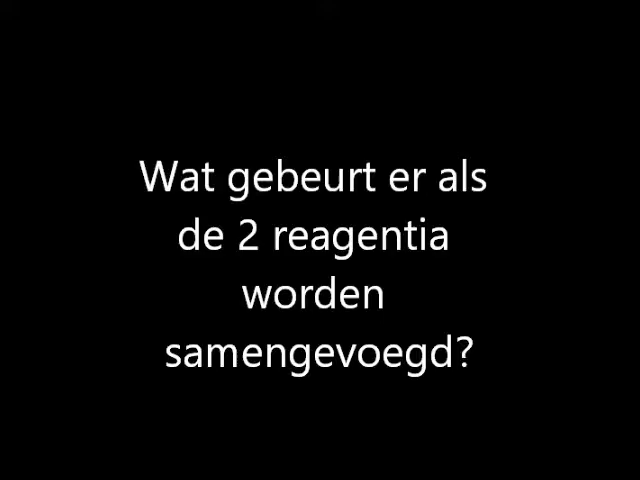 Wat gebeurt er als
de 2 reagentia
worden
samengevoegd?